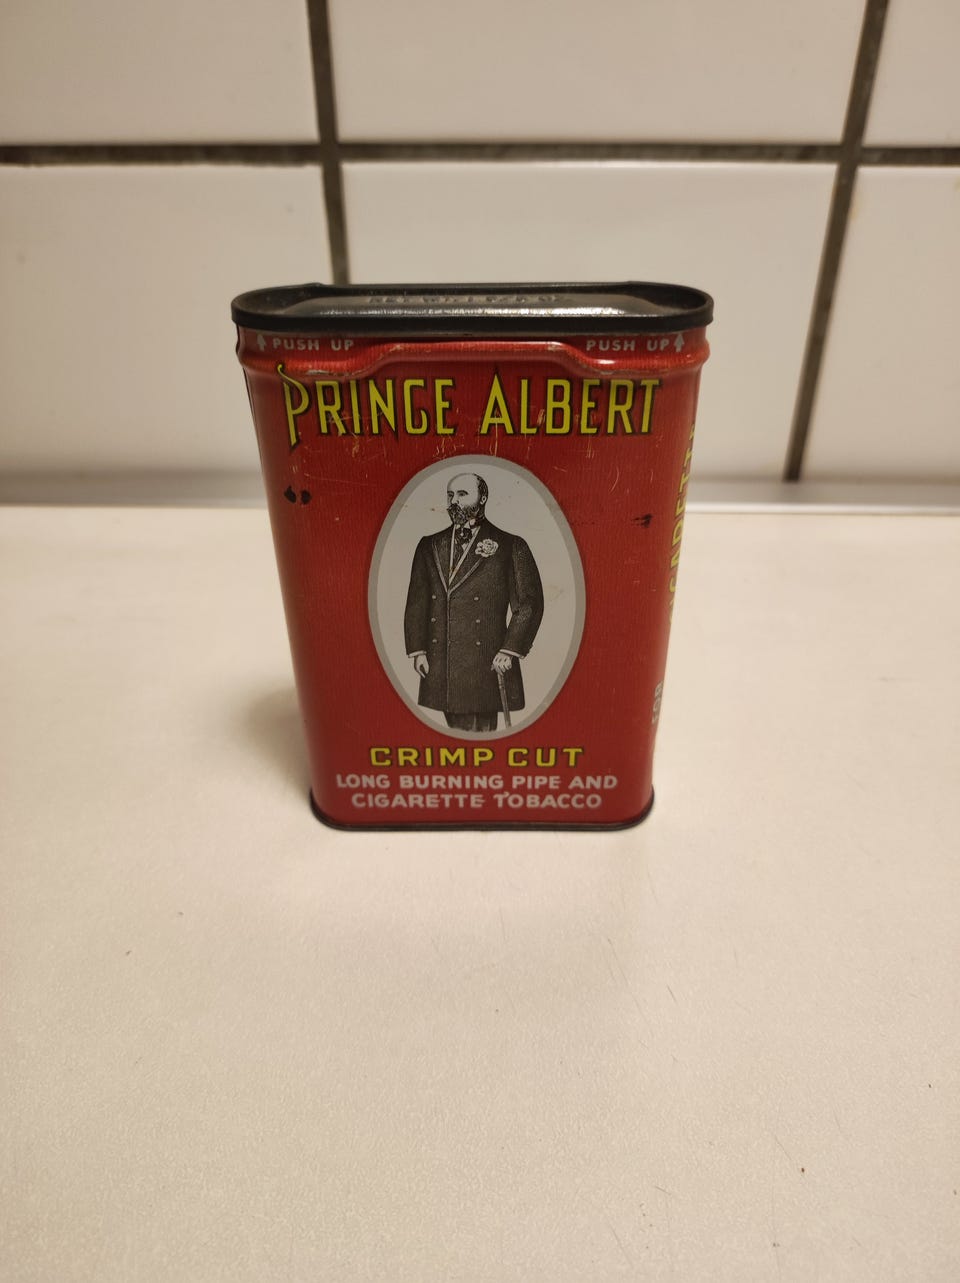 PUSH UP PUSH UP
PRINCE ALBERT
CRIMP CUT
LONG BURNING PIPE AND
CIGARETTE TOBACCO